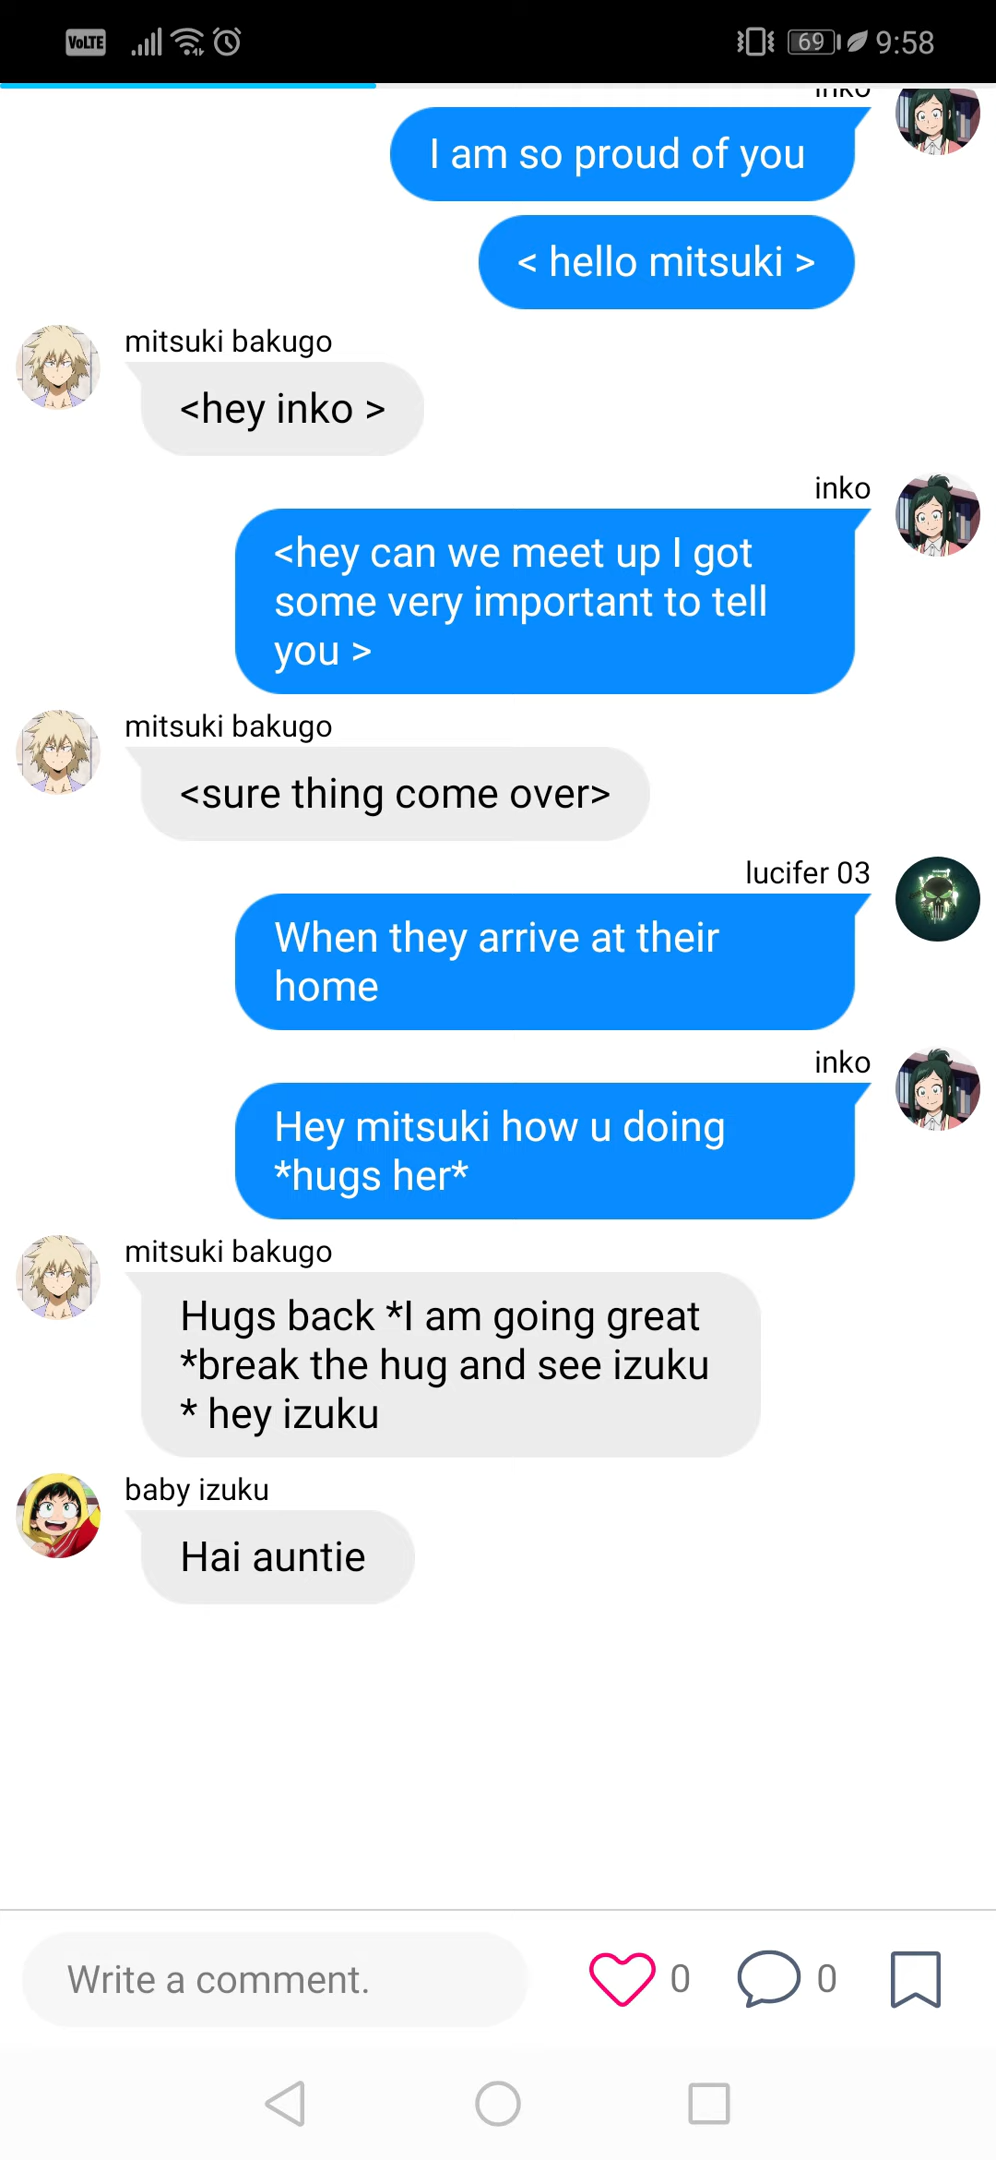 VoLTE
69
9:58
inko
I am so proud of you
< hello mitsuki >
mitsuki bakugo
<hey inko >
inko
<hey can we meet up I got
some very important to tell
you >
mitsuki bakugo
<sure thing come over>
lucifer 03
When they arrive at their
home
inko
Hey mitsuki how u doing
*hugs her*
mitsuki bakugo
Hugs back *I am going great
*break the hug and see izuku
* hey izuku
baby izuku
Hai auntie
Write a comment.
0
0